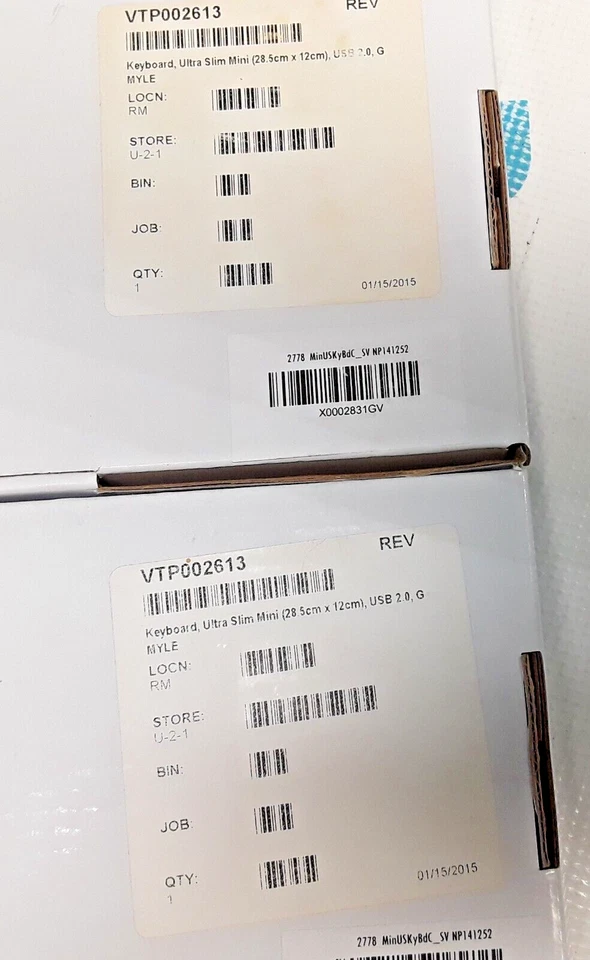 VTP002613
REV
Keyboard, Ultra Slim Mini (28.5cm x 12cm), USB 2.0, G
MYLE
LOCN:
RM
STORE:
U-2-1
BIN:
JOB:
QTY:
1
01/15/2015
2778 MinUSKyBdC_SV NP141252
X0002831GV
VTP002613
REV
Keyboard, Ultra Slim Mini (28.5cm x 12cm), USB 2.0, G
MYLE
LOCN:
RM
STORE:
U-2-1
BIN:
JOB:
QTY:
1
01/15/2015
2778 MinUSKyBdC_SV NP141252